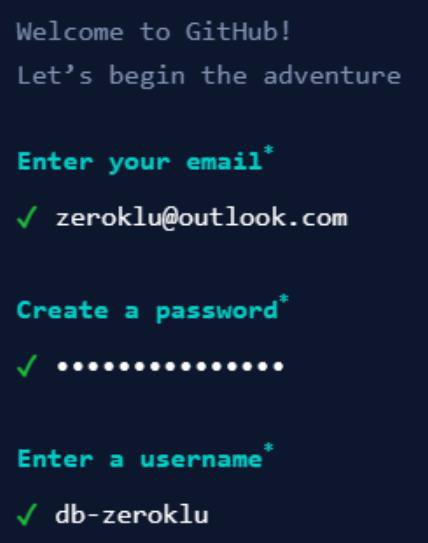 Welcome to GitHub!
Let’s begin the adventure
Enter your email*
✓ zeroklu@outlook.com
Create a password*
✓ •••••••••••••••
Enter a username*
✓ db-zeroklu